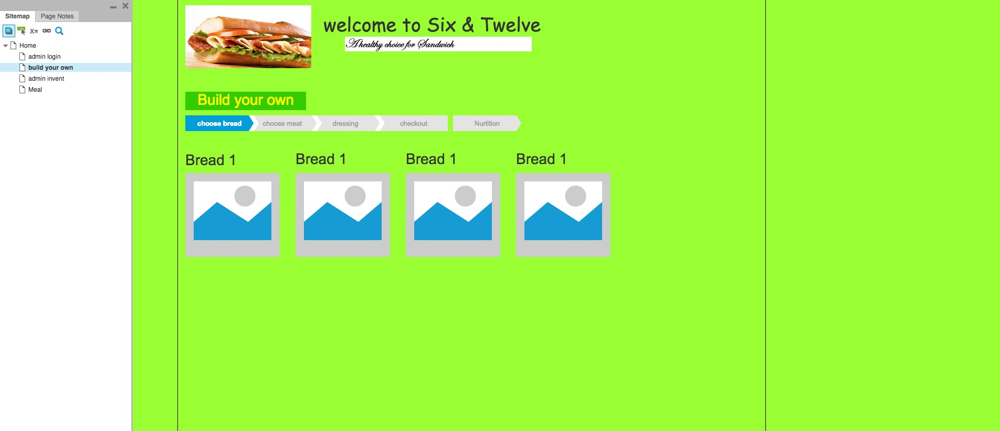 Sitemap Page Notes
X=
Home
admin login
build your own
admin invent
Meal
welcome to Six & Twelve
A healthy choice for Sandwich
Build your own
choose bread choose meat dressing checkout Nurtition
Bread 1 Bread 1 Bread 1 Bread 1